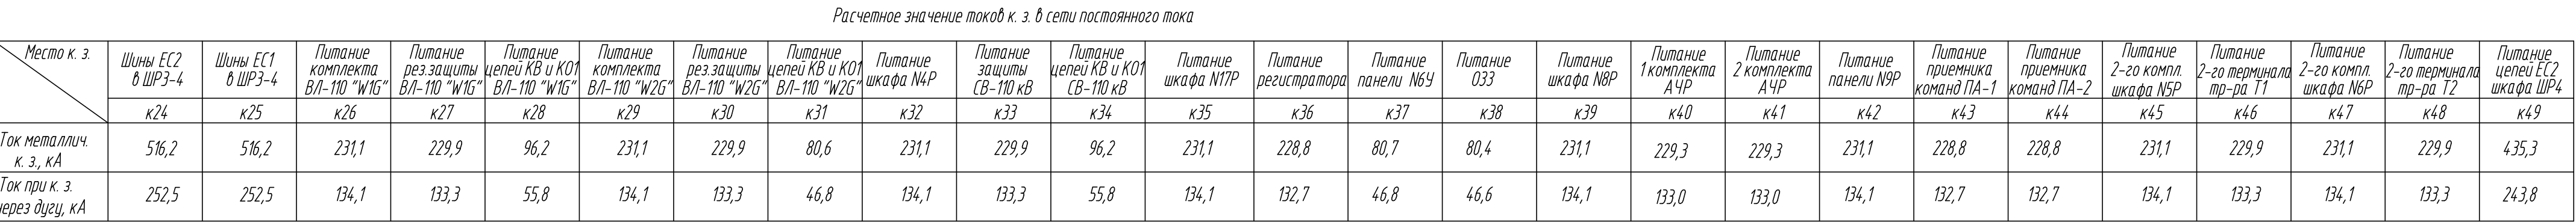 Расчетное значение токов к. з. в сети постоянного тока
Место к. з.
Шины ЕС2 в ШРЗ-4
Шины ЕС1 в ШРЗ-4
Питание комплекта ВЛ-110 "W1G"
Питание рез.защиты ВЛ-110 "W1G"
Питание цепей КВ и КО1 ВЛ-110 "W1G"
Питание комплекта ВЛ-110 "W2G"
Питание рез.защиты ВЛ-110 "W2G"
Питание цепей КВ и КО1 ВЛ-110 "W2G"
Питание шкафа N4Р
Питание защиты СВ-110 кВ
Питание цепей КВ и КО1 СВ-110 кВ
Питание шкафа N17Р
Питание регистратора
Питание панели N6У
Питание ОЗЗ
Питание шкафа N8Р
Питание 1 комплекта АЧР
Питание 2 комплекта АЧР
Питание панели N9Р
Питание приемника команд ПА-1
Питание приемника команд ПА-2
Питание 2-го компл. шкафа N5Р
Питание 2-го терминала тр-ра Т1
Питание 2-го компл. шкафа N6Р
Питание 2-го терминала тр-ра Т2
Питание цепей ЕС2 шкафа ШР4
к24 к25 к26 к27 к28 к29 к30 к31 к32 к33 к34 к35 к36 к37 к38 к39 к40 к41 к42 к43 к44 к45 к46 к47 к48 к49
Ток металлич. к. з., кА
516,2 516,2 231,1 229,9 96,2 231,1 229,9 80,6 231,1 229,9 96,2 231,1 228,8 80,7 80,4 231,1 229,3 229,3 231,1 228,8 228,8 231,1 229,9 231,1 229,9 435,3
Ток при к. з. через дугу, кА
252,5 252,5 134,1 133,3 55,8 134,1 133,3 46,8 134,1 133,3 55,8 134,1 132,7 46,8 46,6 134,1 133,0 133,0 134,1 132,7 132,7 134,1 133,3 134,1 133,3 243,8